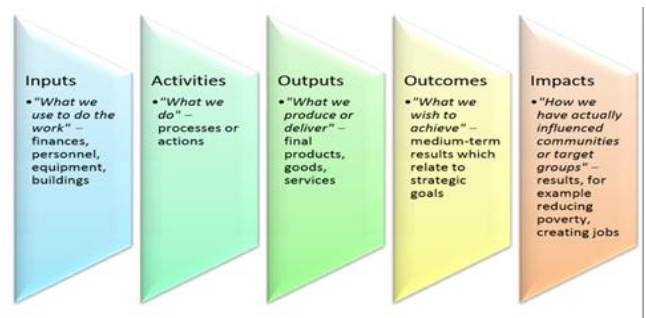 Inputs
•"What we
use to do the
work" –
finances,
personnel,
equipment,
buildings
Activities
•"What we
do" –
processes or
actions
Outputs
•"What we
produce or
deliver" –
final
products,
goods,
services
Outcomes
•"What we
wish to
achieve" –
medium-term
results which
relate to
strategic
goals
Impacts
•"How we
have actually
influenced
communities
or target
groups" –
results, for
example
reducing
poverty,
creating jobs